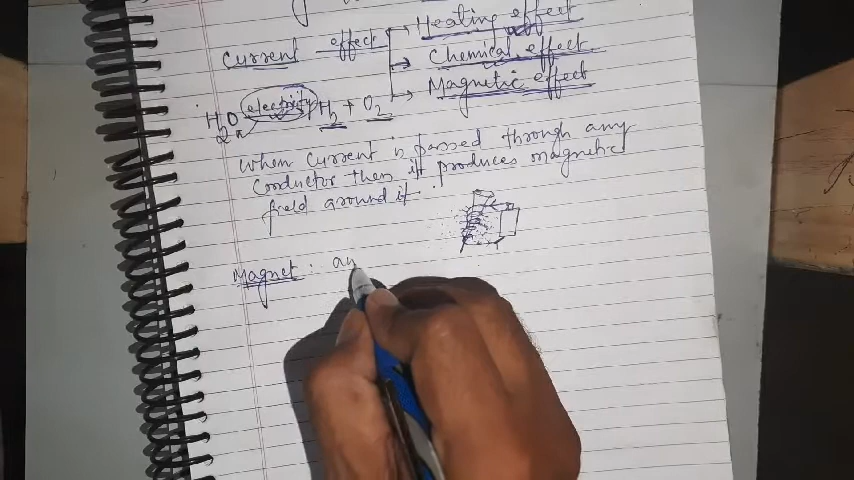 Heating effect
Current effect
Chemical effect
Magnetic effect
H2O electricity H2 + O2
When current is passed through any
conductor then it produces magnetic
field around it.
Magnet : an